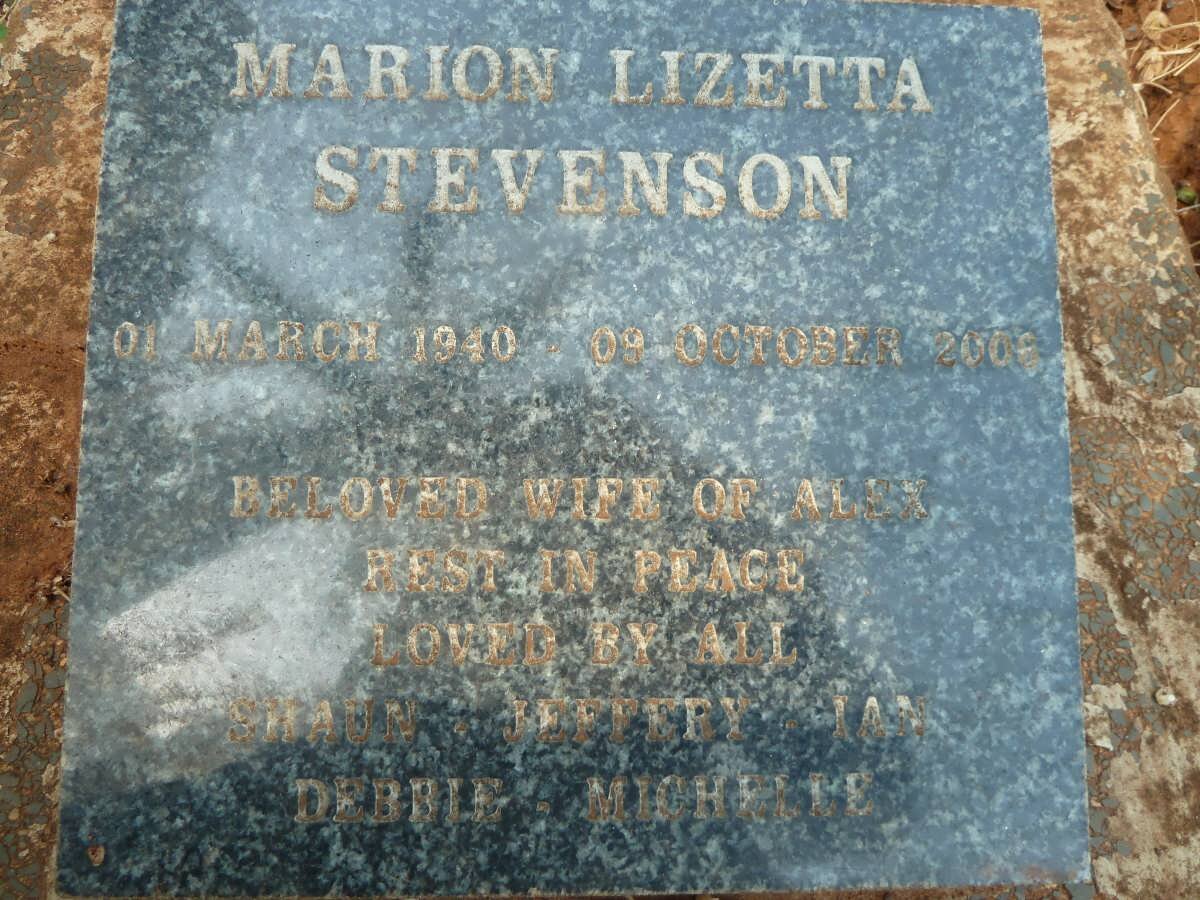 MARION LIZETTA
STEVENSON
01 MARCH 1940 - 09 OCTOBER
BELOVED WIFE OF ALEX
REST IN PEACE
LOVED BY ALL
SHAUN - JEFFERY - IAN
DEBBIE - MICHELLE